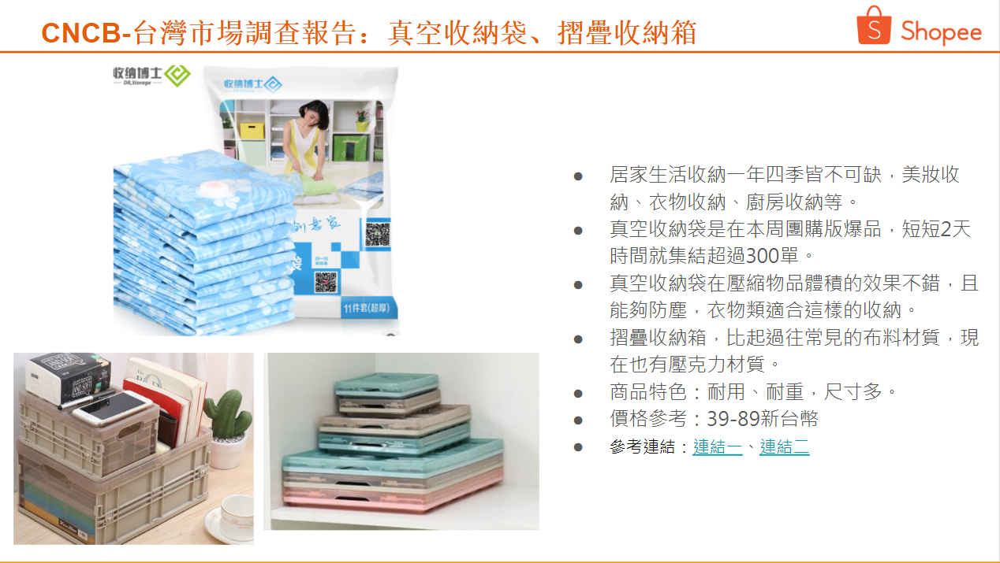 CNCB-台灣市場調查報告：真空收納袋、摺疊收納箱
S Shopee
收纳博士
DR.Storage
收纳博士
DR.Storage
创意家
11件套(超厚)
AND SOFT
AND SOFT
● 居家生活收納一年四季皆不可缺，美妝收
納、衣物收納、廚房收納等。
● 真空收納袋是在本周團購版爆品，短短2天
時間就集結超過300單。
● 真空收納袋在壓縮物品體積的效果不錯，且
能夠防塵，衣物類適合這樣的收納。
● 摺疊收納箱，比起過往常見的布料材質，現
在也有壓克力材質。
● 商品特色：耐用、耐重，尺寸多。
● 價格參考：39-89新台幣
● 參考連結：連結一、連結二